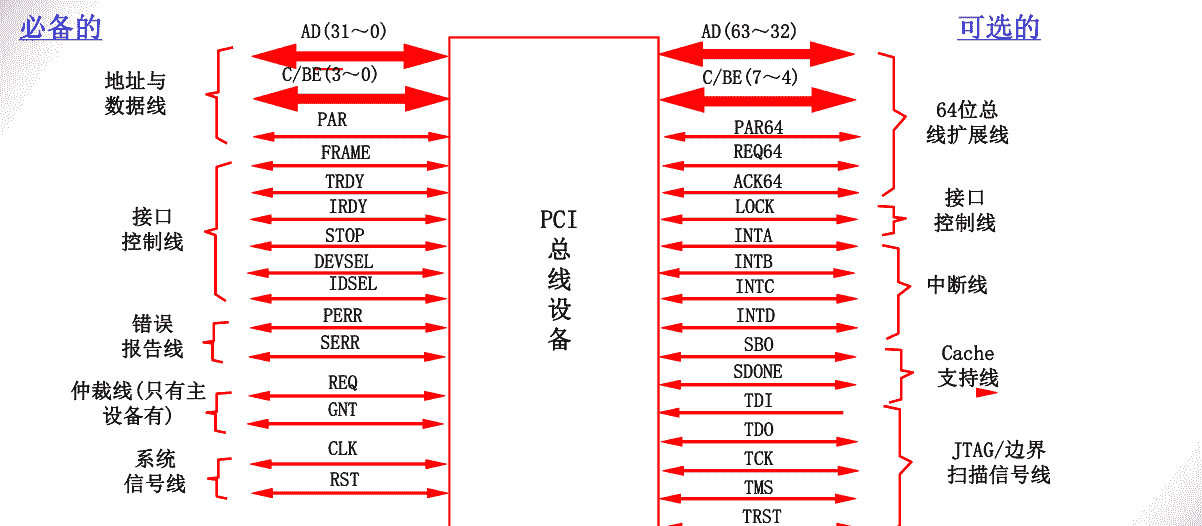 必备的
可选的
AD(31～0)
C/BE(3～0)
PAR
地址与
数据线
FRAME
TRDY
IRDY
STOP
DEVSEL
IDSEL
接口
控制线
PERR
SERR
错误
报告线
REQ
GNT
仲裁线(只有主
设备有)
CLK
RST
系统
信号线
PCI
总
线
设
备
AD(63～32)
C/BE(7～4)
PAR64
REQ64
ACK64
64位总
线扩展线
LOCK
接口
控制线
INTA
INTB
INTC
INTD
中断线
SBO
SDONE
Cache
支持线
TDI
TDO
TCK
TMS
TRST
JTAG/边界
扫描信号线